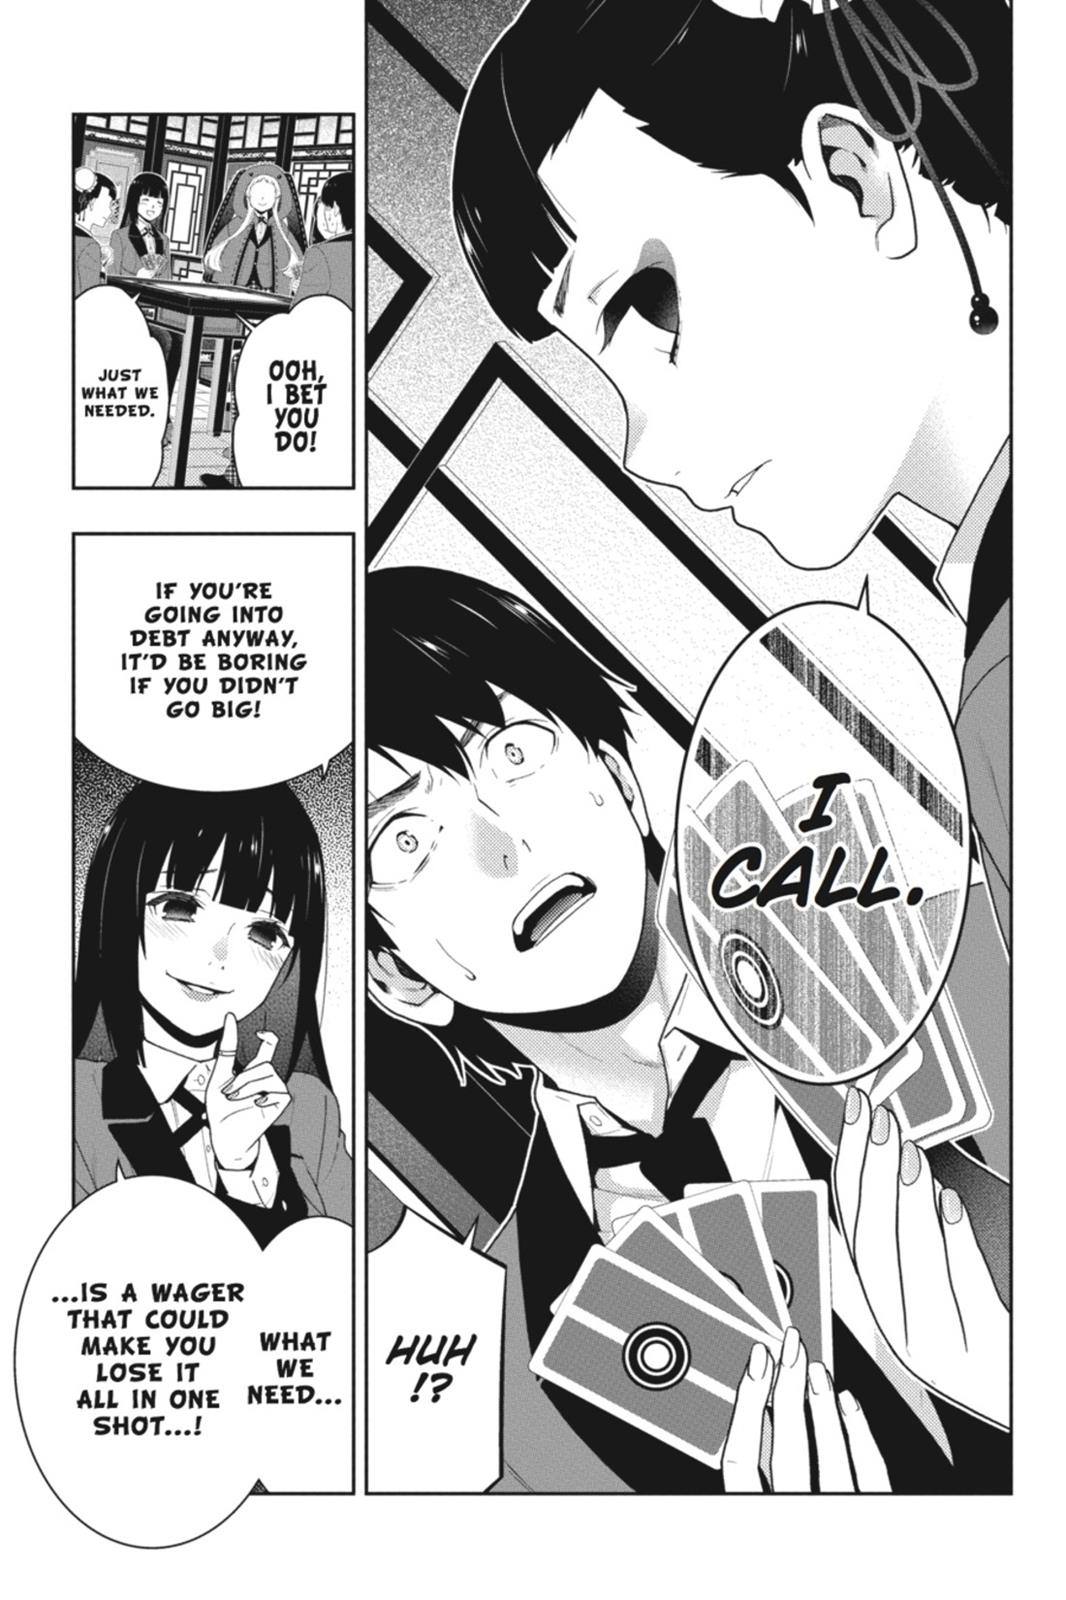 I
CALL.
HUH
!?
OOH,
I BET
YOU
DO!
JUST
WHAT WE
NEEDED.
IF YOU'RE
GOING INTO
DEBT ANYWAY,
IT'D BE BORING
IF YOU DIDN'T
GO BIG!
WHAT
WE
NEED...
...IS A WAGER
THAT COULD
MAKE YOU
LOSE IT
ALL IN ONE
SHOT...!